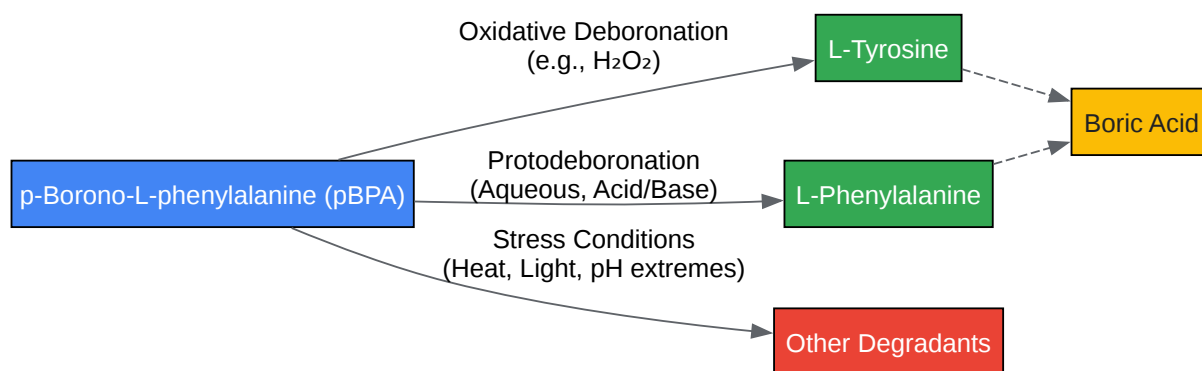 Oxidative Deboronation
(e.g., H₂O₂)
L-Tyrosine
Boric Acid
p-Borono-L-phenylalanine (pBPA)
Protodeboronation
(Aqueous, Acid/Base)
L-Phenylalanine
Stress Conditions
(Heat, Light, pH extremes)
Other Degradants